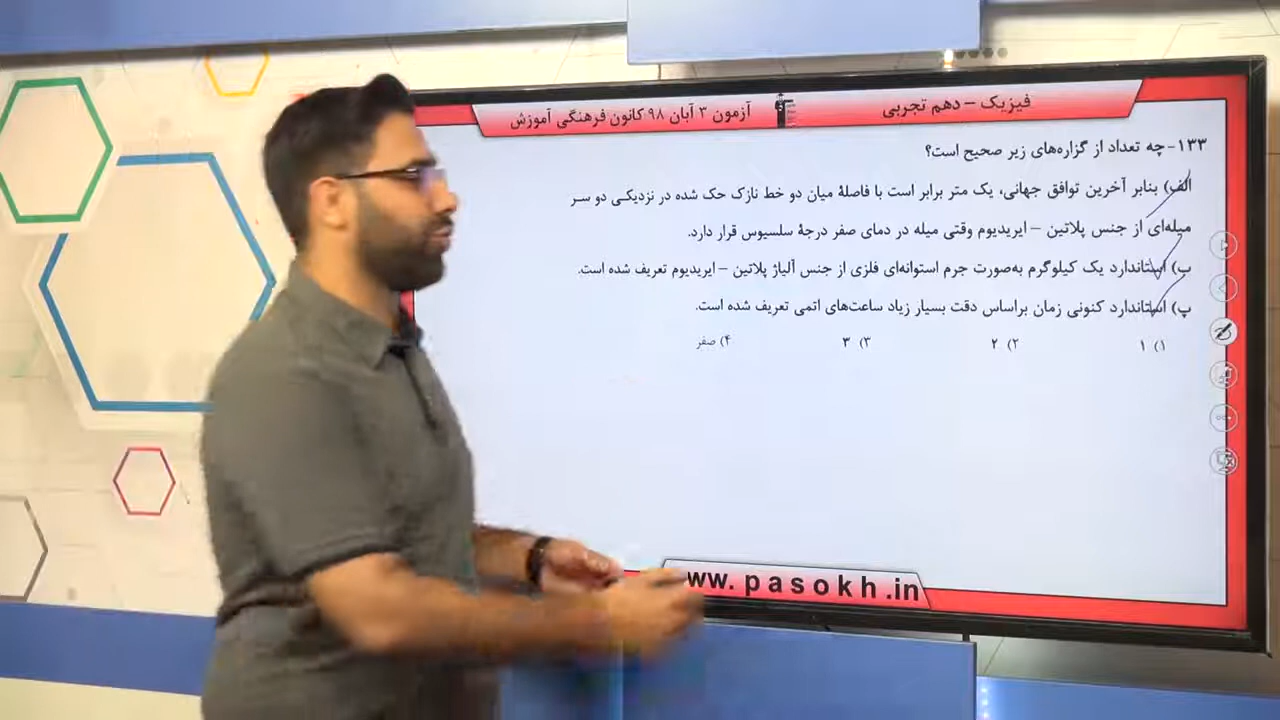 فیزیک – دهم تجربی
آزمون ۳ آبان ۹۸ کانون فرهنگی آموزش
۱۳۳- چه تعداد از گزاره‌های زیر صحیح است؟
الف) بنابر آخرین توافق جهانی، یک متر برابر است با فاصلهٔ میان دو خط نازک حک شده در نزدیکـی دو سـر
میله‌ای از جنس پلاتین – ایریدیوم وقتی میله در دمای صفر درجهٔ سلسیوس قرار دارد.
ب) استاندارد یک کیلوگرم به‌صورت جرم استوانه‌ای فلزی از جنس آلیاژ پلاتین – ایریدیوم تعریف شده است.
پ) استاندارد کنونی زمان براساس دقت بسیار زیاد ساعت‌های اتمی تعریف شده است.
۱) ۱ ۲) ۲ ۳) ۳ ۴) صفر
ww.pasokh.in